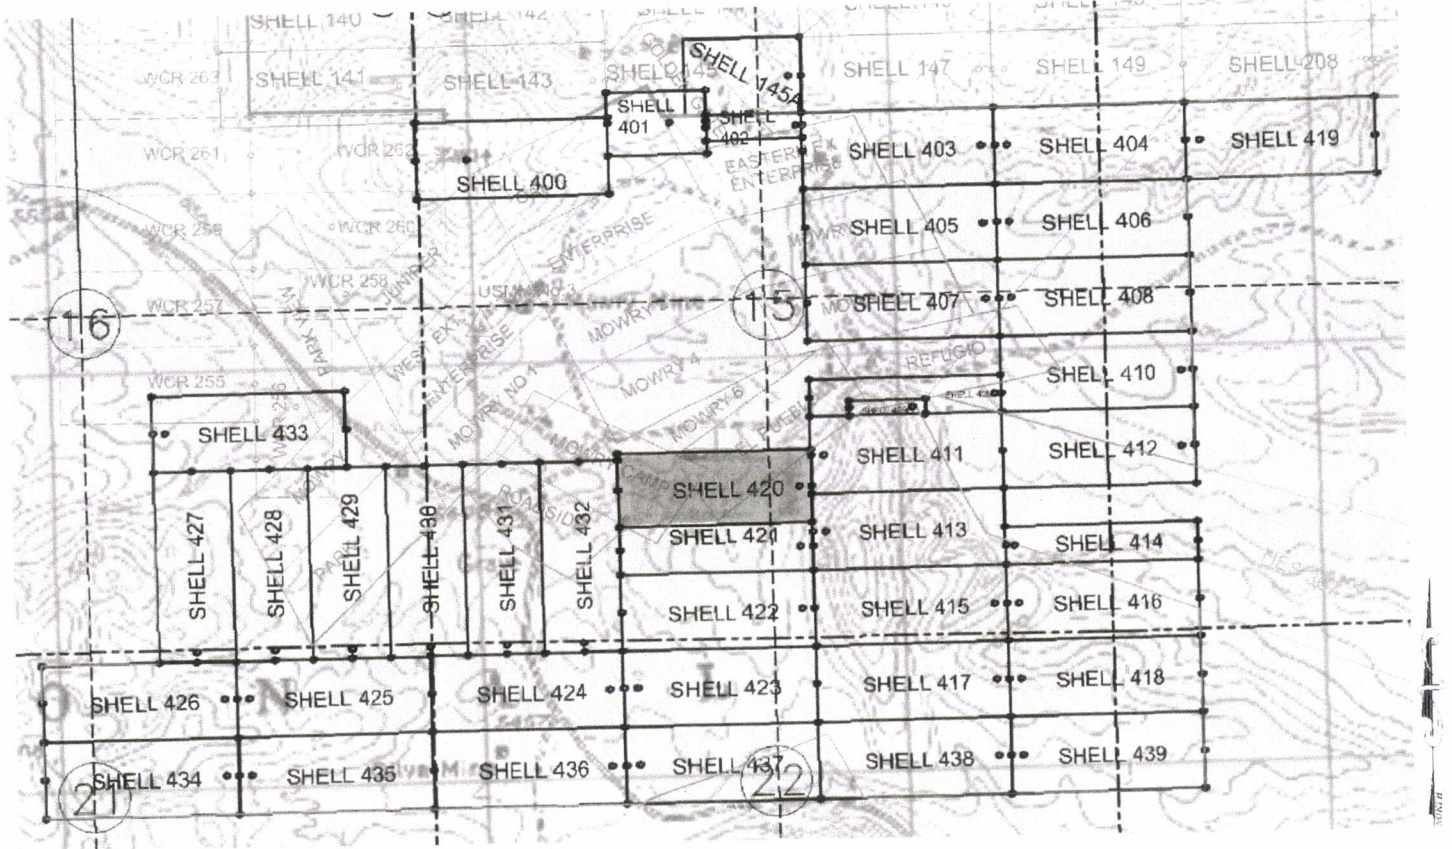 SHELL 140
SHELL 142
WCR 263
SHELL 141
SHELL 143
SHELL 145
SHELL 145A
SHELL 147
SHELL 149
SHELL 208
SHELL
401
SHELL
402
WCR 261
WCR 262
SHELL 400
EASTERN EX
ENTERPRISE
SHELL 403
SHELL 404
SHELL 419
WCR 259
WCR 260
ENTERPRISE
SHELL 405
SHELL 406
WCR 258
JUNIPER
WCR 257
MOWRY 2
SHELL 407
SHELL 408
16
15
PARK VIEW
WEST EXT
ENTERPRISE
MOWRY NO 1
MOWRY 4
MOWRY 6
REFUGIO
SHELL 410
WCR 255
SHELL 433
SHELL 411
SHELL 412
SHELL 420
ROADSIDE
SHELL 427
SHELL 428
SHELL 429
SHELL 430
SHELL 431
SHELL 432
SHELL 421
SHELL 413
SHELL 414
SHELL 422
SHELL 415
SHELL 416
O N I L
SHELL 426
SHELL 425
SHELL 424
SHELL 423
SHELL 417
SHELL 418
SHELL 434
SHELL 435
SHELL 436
SHELL 437
SHELL 438
SHELL 439
21
22
NORTH